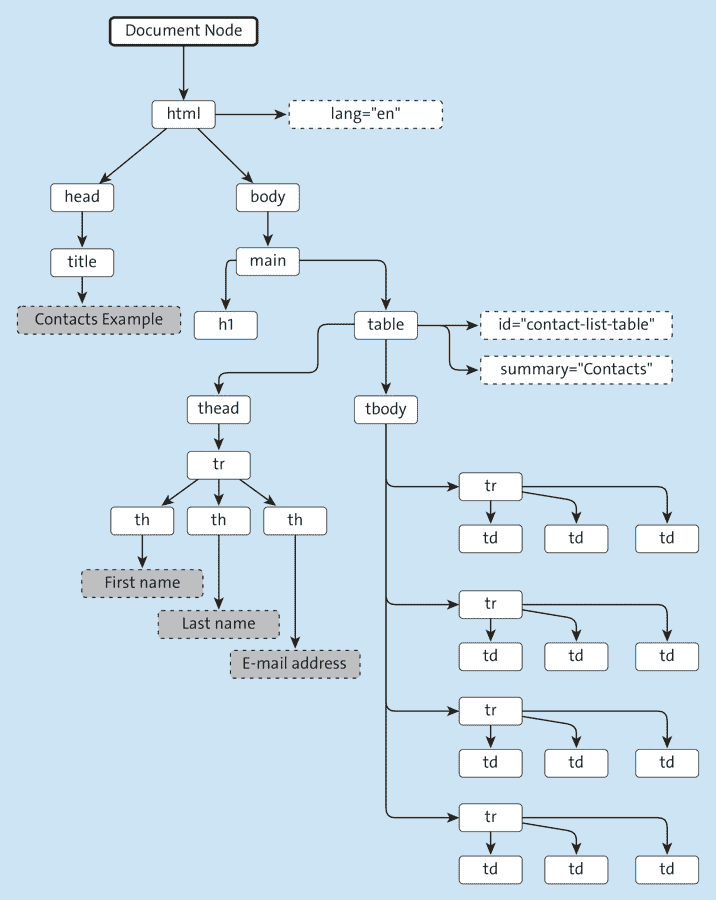 Document Node
html
lang="en"
head
body
title
main
Contacts Example
h1
table
id="contact-list-table"
summary="Contacts"
thead
tbody
tr
th
th
th
First name
Last name
E-mail address
tr
td
td
td
tr
td
td
td
tr
td
td
td
tr
td
td
td